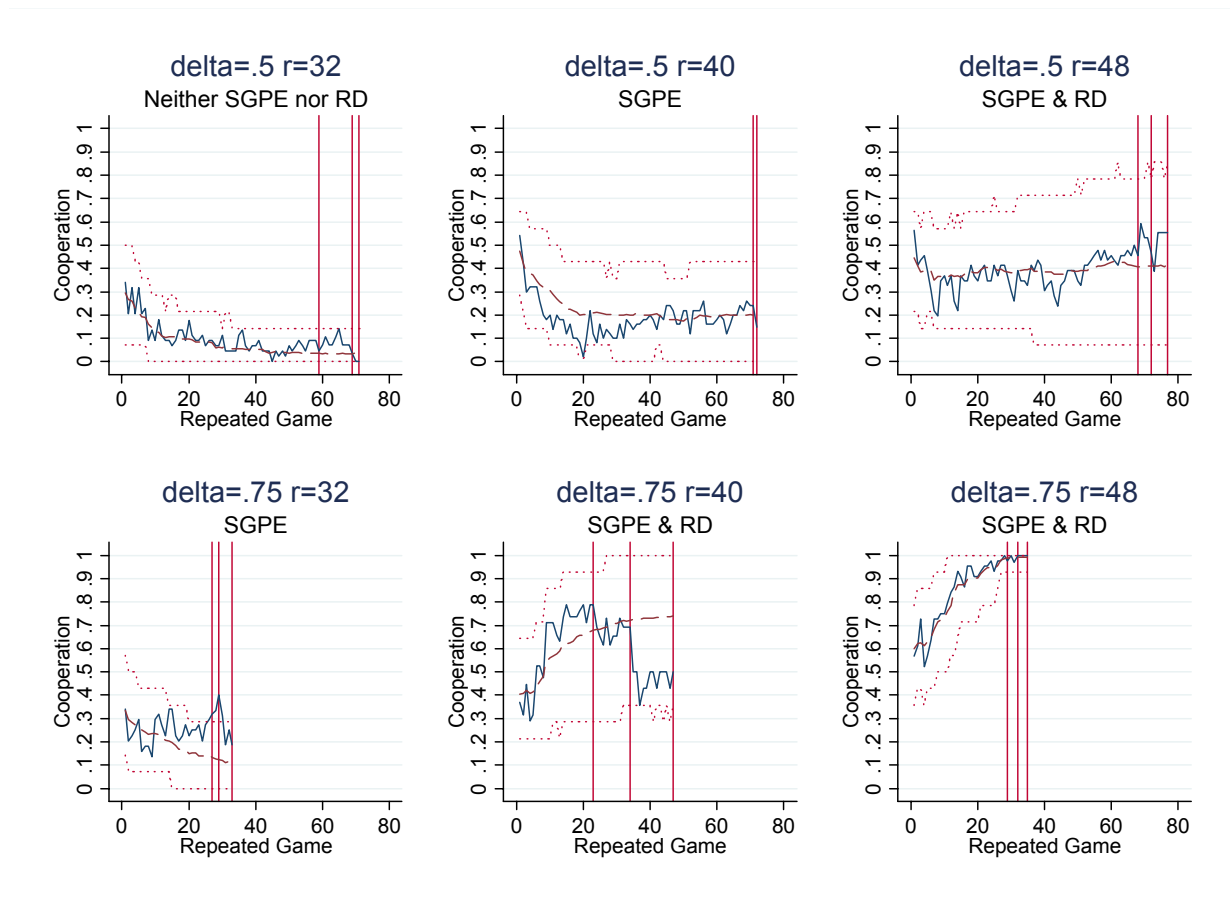 delta=.5 r=32
Neither SGPE nor RD
Cooperation
0 .1 .2 .3 .4 .5 .6 .7 .8 .9 1
0 20 40 60 80
Repeated Game
delta=.5 r=40
SGPE
Cooperation
0 .1 .2 .3 .4 .5 .6 .7 .8 .9 1
0 20 40 60 80
Repeated Game
delta=.5 r=48
SGPE & RD
Cooperation
0 .1 .2 .3 .4 .5 .6 .7 .8 .9 1
0 20 40 60 80
Repeated Game
delta=.75 r=32
SGPE
Cooperation
0 .1 .2 .3 .4 .5 .6 .7 .8 .9 1
0 20 40 60 80
Repeated Game
delta=.75 r=40
SGPE & RD
Cooperation
0 .1 .2 .3 .4 .5 .6 .7 .8 .9 1
0 20 40 60 80
Repeated Game
delta=.75 r=48
SGPE & RD
Cooperation
0 .1 .2 .3 .4 .5 .6 .7 .8 .9 1
0 20 40 60 80
Repeated Game